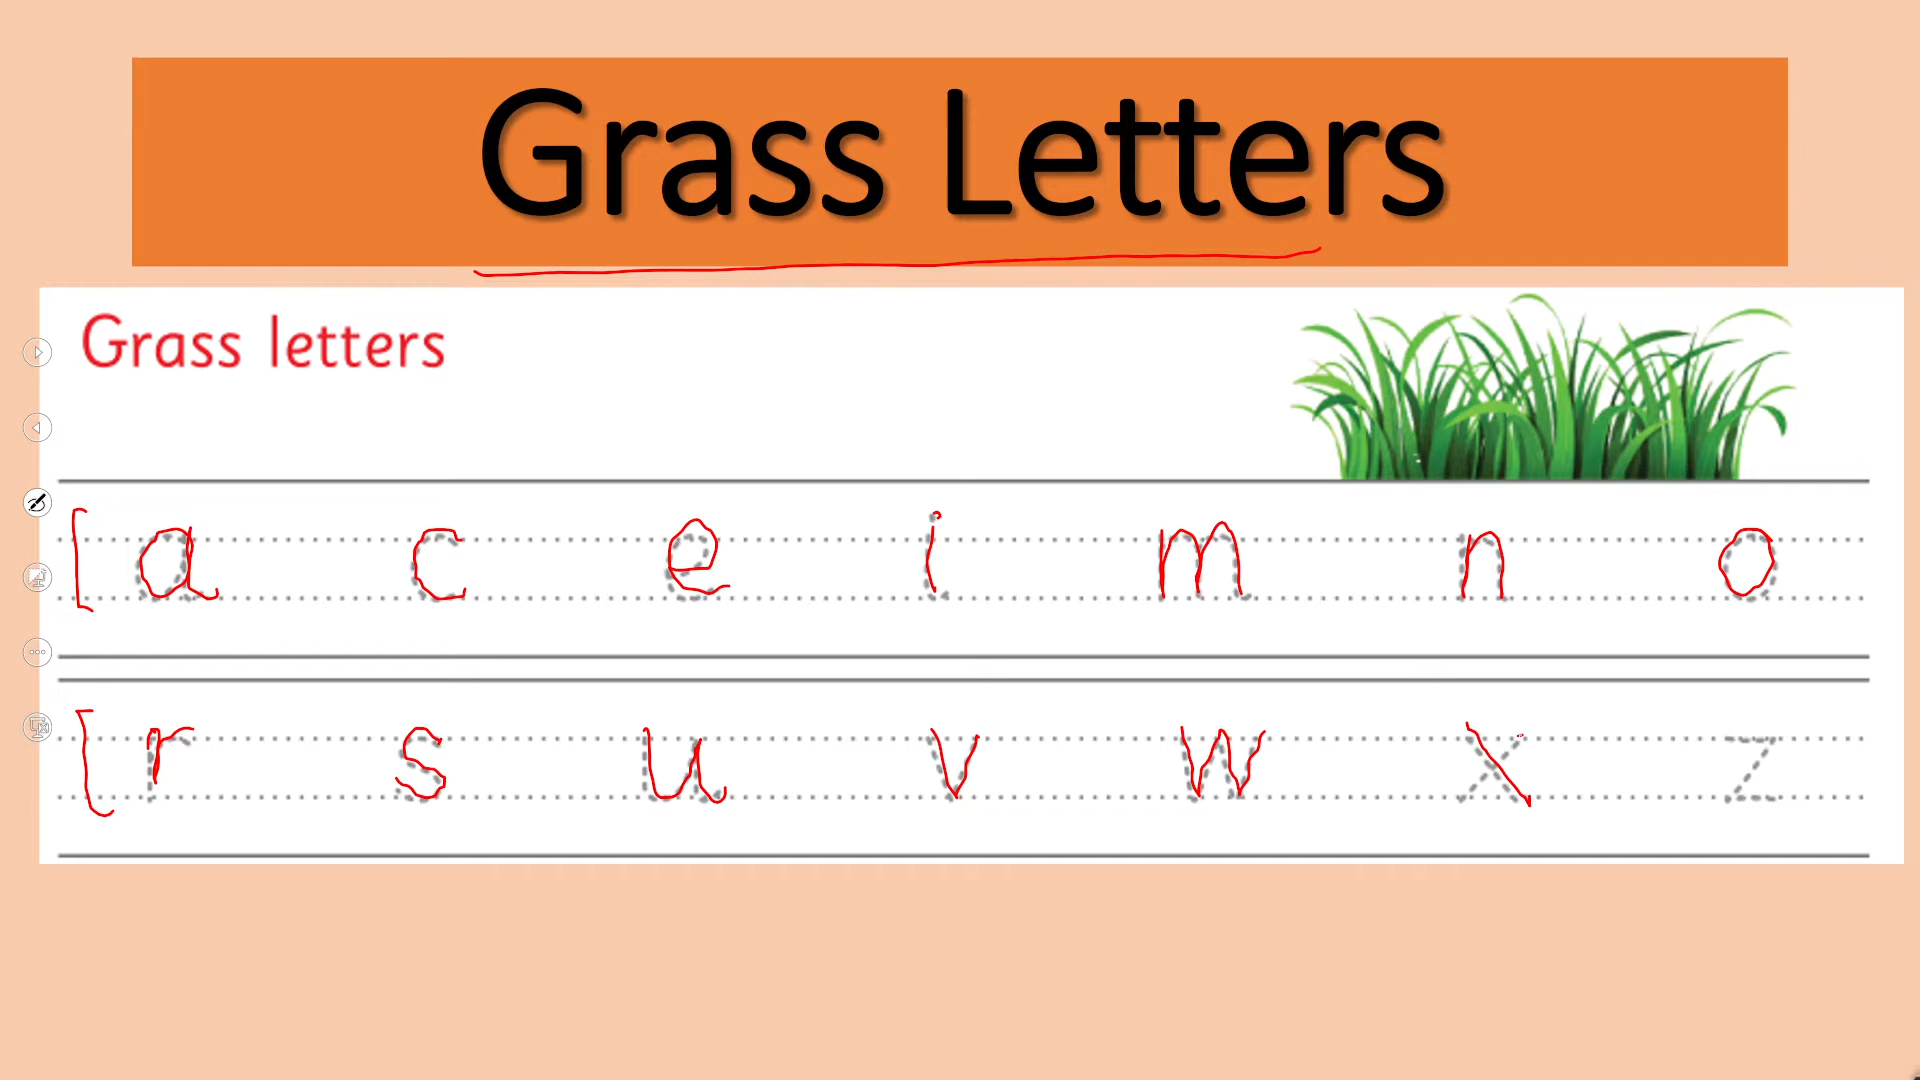 Grass Letters
Grass letters
a c e i m n o
r s u v w x z